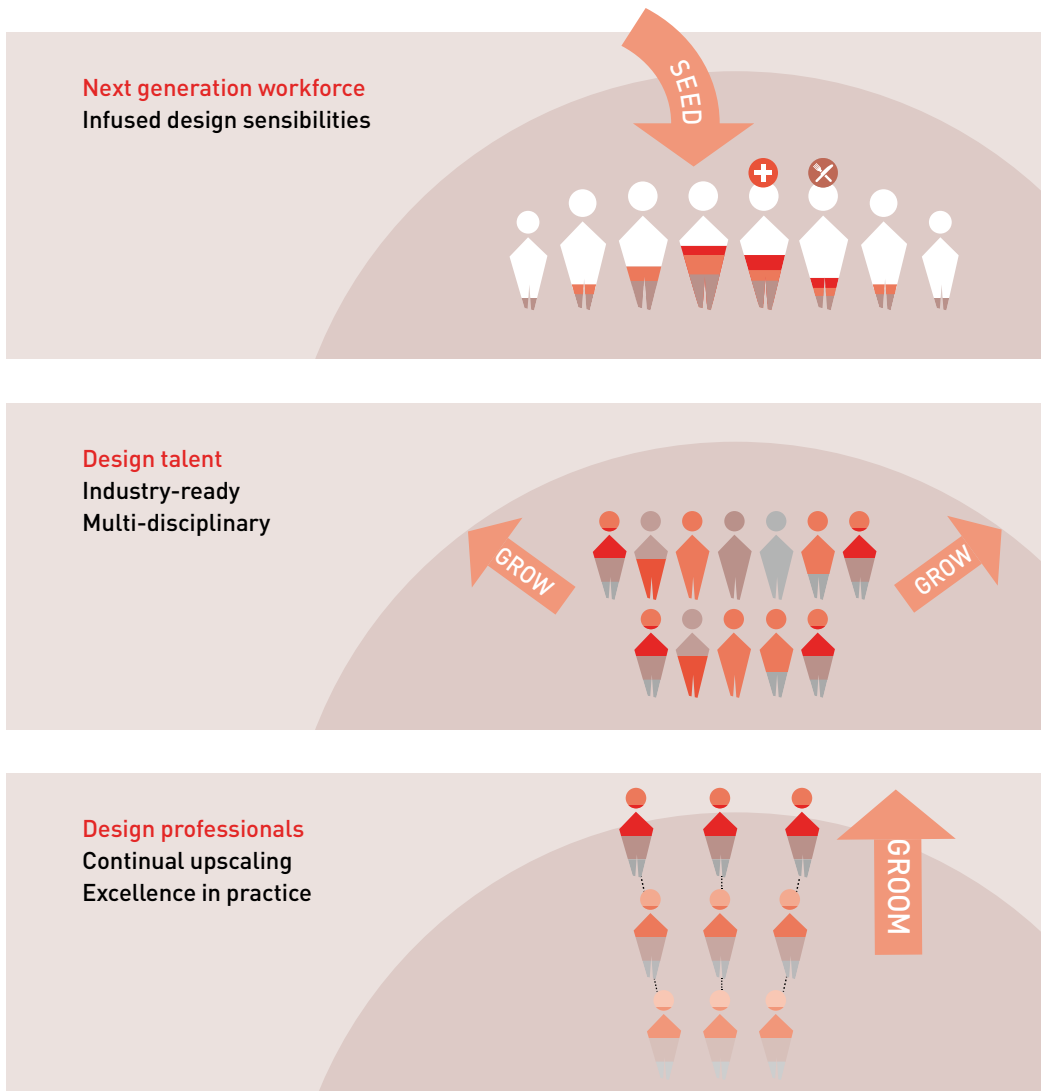 Next generation workforce
Infused design sensibilities
SEED
Design talent
Industry-ready
Multi-disciplinary
GROW
GROW
Design professionals
Continual upscaling
Excellence in practice
GROOM